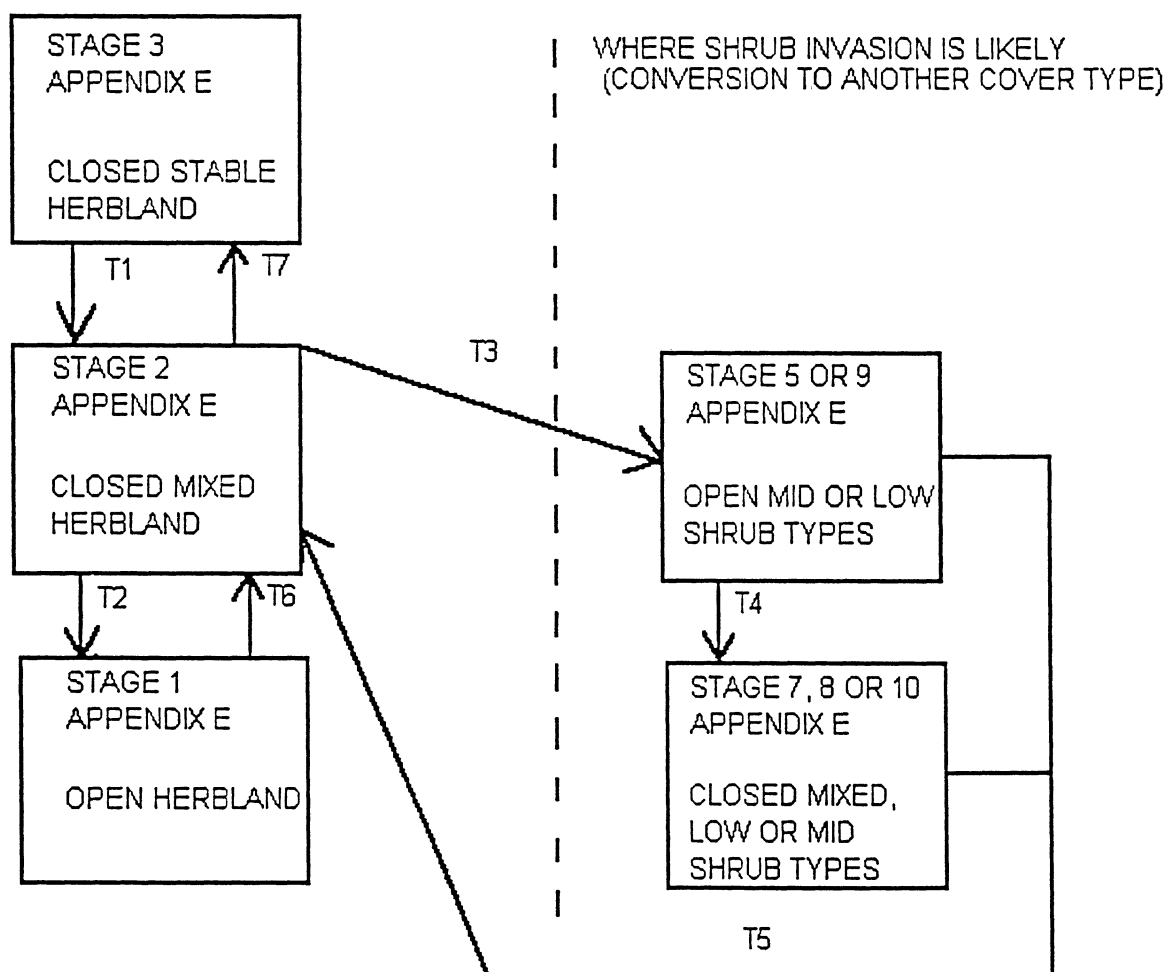 STAGE 3
APPENDIX E
CLOSED STABLE
HERBLAND
WHERE SHRUB INVASION IS LIKELY
(CONVERSION TO ANOTHER COVER TYPE)
T1
T7
STAGE 2
APPENDIX E
CLOSED MIXED
HERBLAND
T3
STAGE 5 OR 9
APPENDIX E
OPEN MID OR LOW
SHRUB TYPES
T2
T6
T4
STAGE 1
APPENDIX E
OPEN HERBLAND
STAGE 7, 8 OR 10
APPENDIX E
CLOSED MIXED,
LOW OR MID
SHRUB TYPES
T5